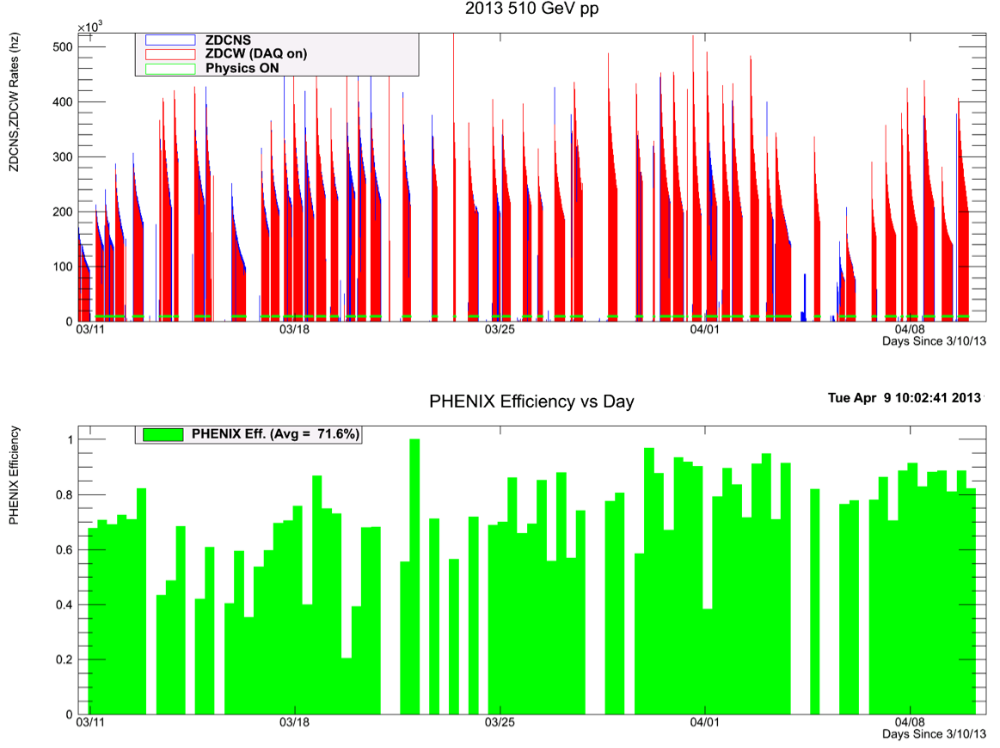 2013 510 GeV pp
×10³
ZDCNS,ZDCW Rates (hz)
ZDCNS
ZDCW (DAQ on)
Physics ON
500
400
300
200
100
0
03/11 03/18 03/25 04/01 04/08
Days Since 3/10/13
PHENIX Efficiency vs Day
Tue Apr 9 10:02:41 2013
PHENIX Efficiency
PHENIX Eff. (Avg = 71.6%)
1
0.8
0.6
0.4
0.2
0
03/11 03/18 03/25 04/01 04/08
Days Since 3/10/13